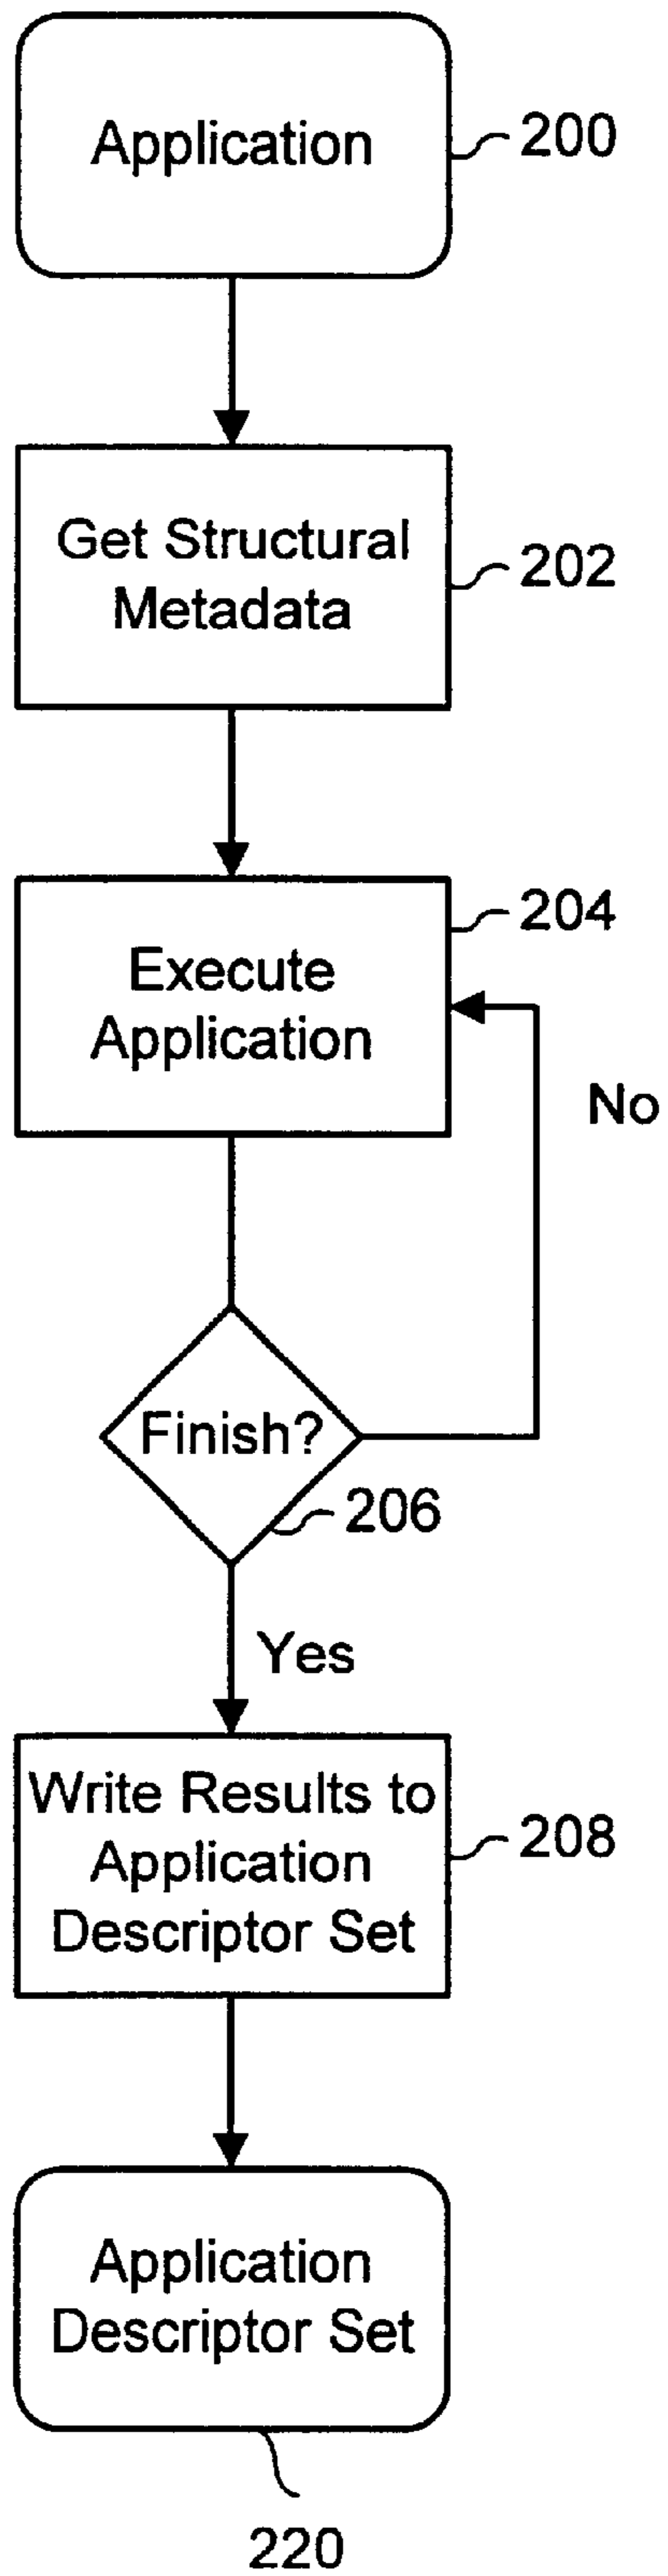 Application
200
Get Structural
Metadata
202
204
Execute
Application
No
Finish?
206
Yes
Write Results to
Application
Descriptor Set
208
Application
Descriptor Set
220